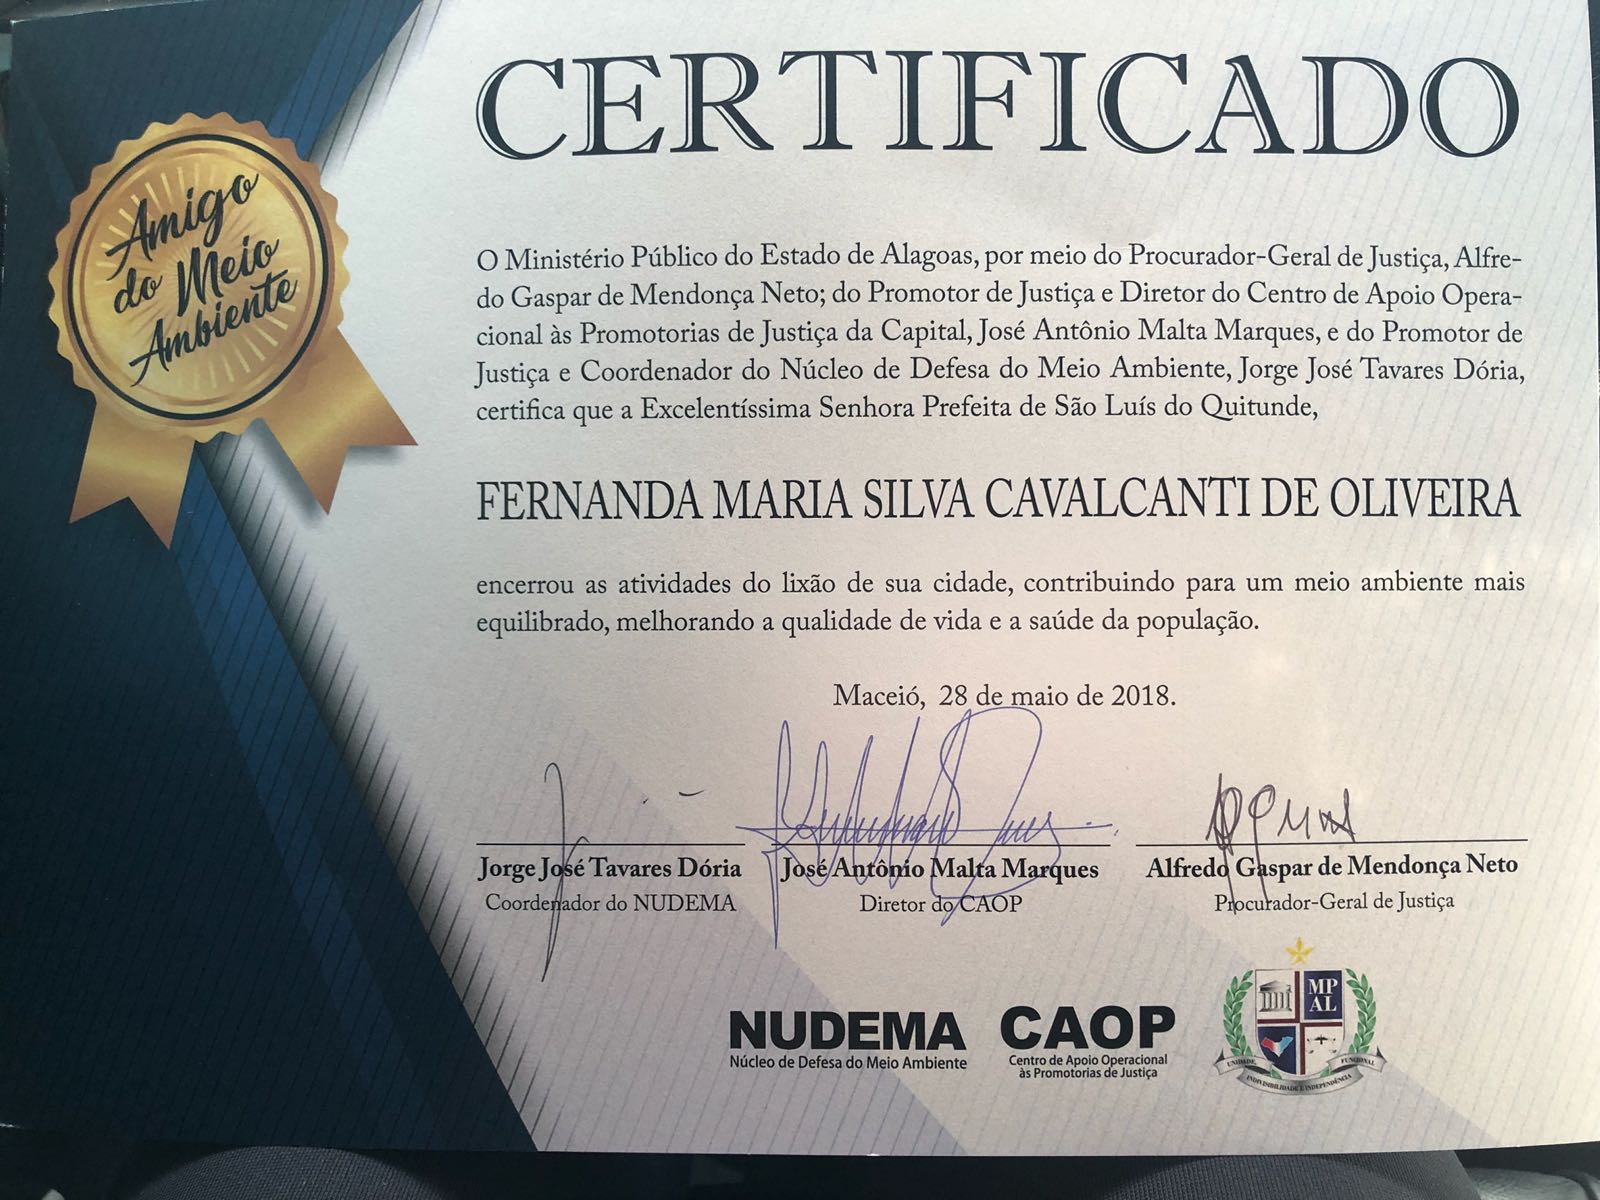 CERTIFICADO
Amigo
do Meio
Ambiente
O Ministério Público do Estado de Alagoas, por meio do Procurador-Geral de Justiça, Alfre-
do Gaspar de Mendonça Neto; do Promotor de Justiça e Diretor do Centro de Apoio Opera-
cional às Promotorias de Justiça da Capital, José Antônio Malta Marques, e do Promotor de
Justiça e Coordenador do Núcleo de Defesa do Meio Ambiente, Jorge José Tavares Dória,
certifica que a Excelentíssima Senhora Prefeita de São Luís do Quitunde,
FERNANDA MARIA SILVA CAVALCANTI DE OLIVEIRA
encerrou as atividades do lixão de sua cidade, contribuindo para um meio ambiente mais
equilibrado, melhorando a qualidade de vida e a saúde da população.
Maceió, 28 de maio de 2018.
Jorge José Tavares Dória
Coordenador do NUDEMA
José Antônio Malta Marques
Diretor do CAOP
Alfredo Gaspar de Mendonça Neto
Procurador-Geral de Justiça
NUDEMA
Núcleo de Defesa do Meio Ambiente
CAOP
Centro de Apoio Operacional
às Promotorias de Justiça
MP
AL
UNIDADE
FUNCIONAL
INDIVISIBILIDADE E INDEPENDÊNCIA